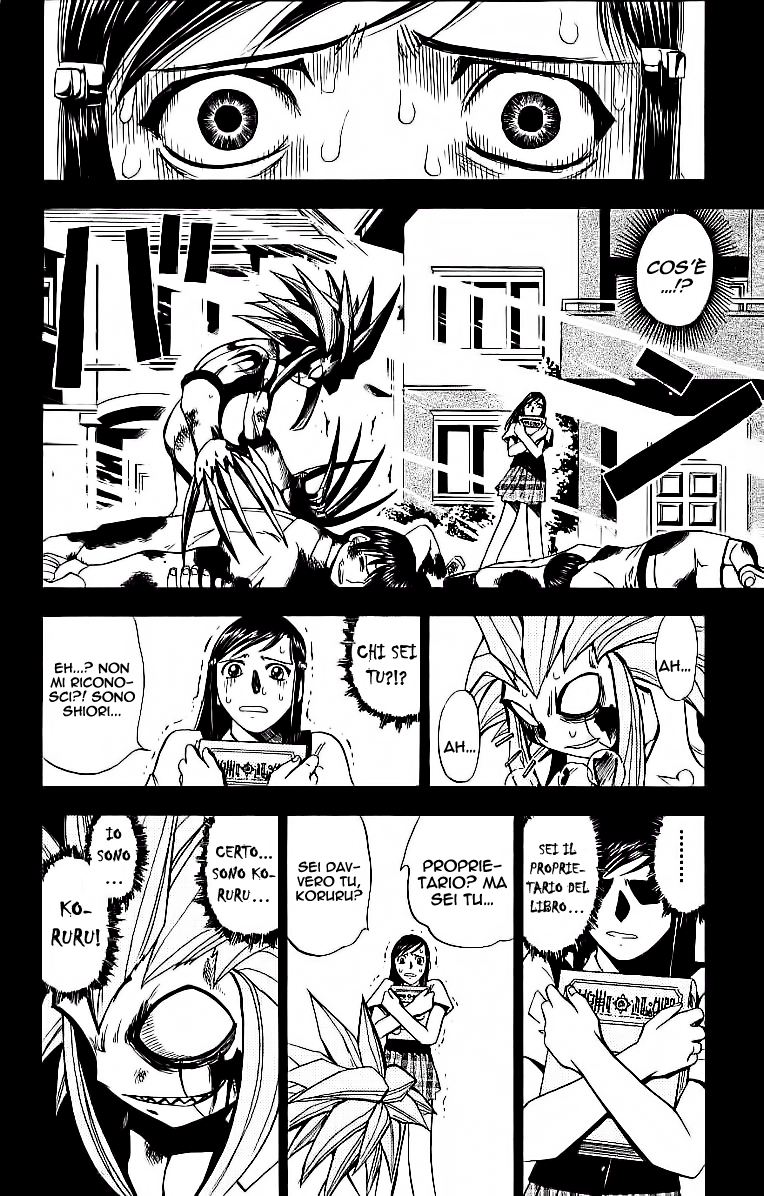 COS'È
...!?
AH...
AH...
CHI SEI
TU?!?
EH...? NON
MI RICONO-
SCI?! SONO
SHIORI...
.........
SEI IL
PROPRIE-
TARIO DEL
LIBRO...
PROPRIE-
TARIO? MA
SEI TU...
SEI DAV-
VERO TU,
KORURU?
CERTO...
SONO KO-
RURU...
IO
SONO
...
KO-
RURU!